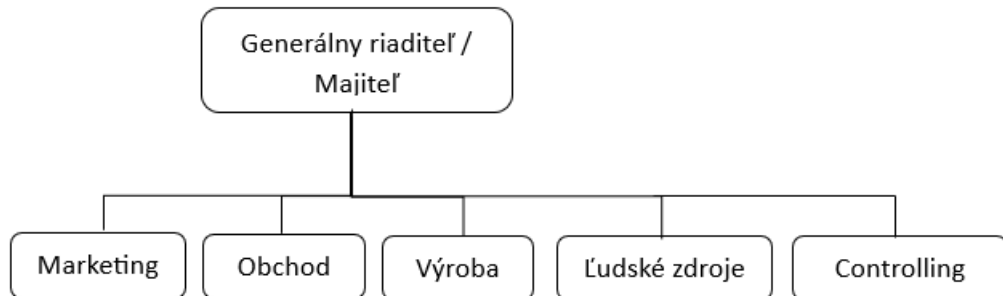 Generálny riaditeľ /
Majiteľ
Marketing
Obchod
Výroba
Ľudské zdroje
Controlling